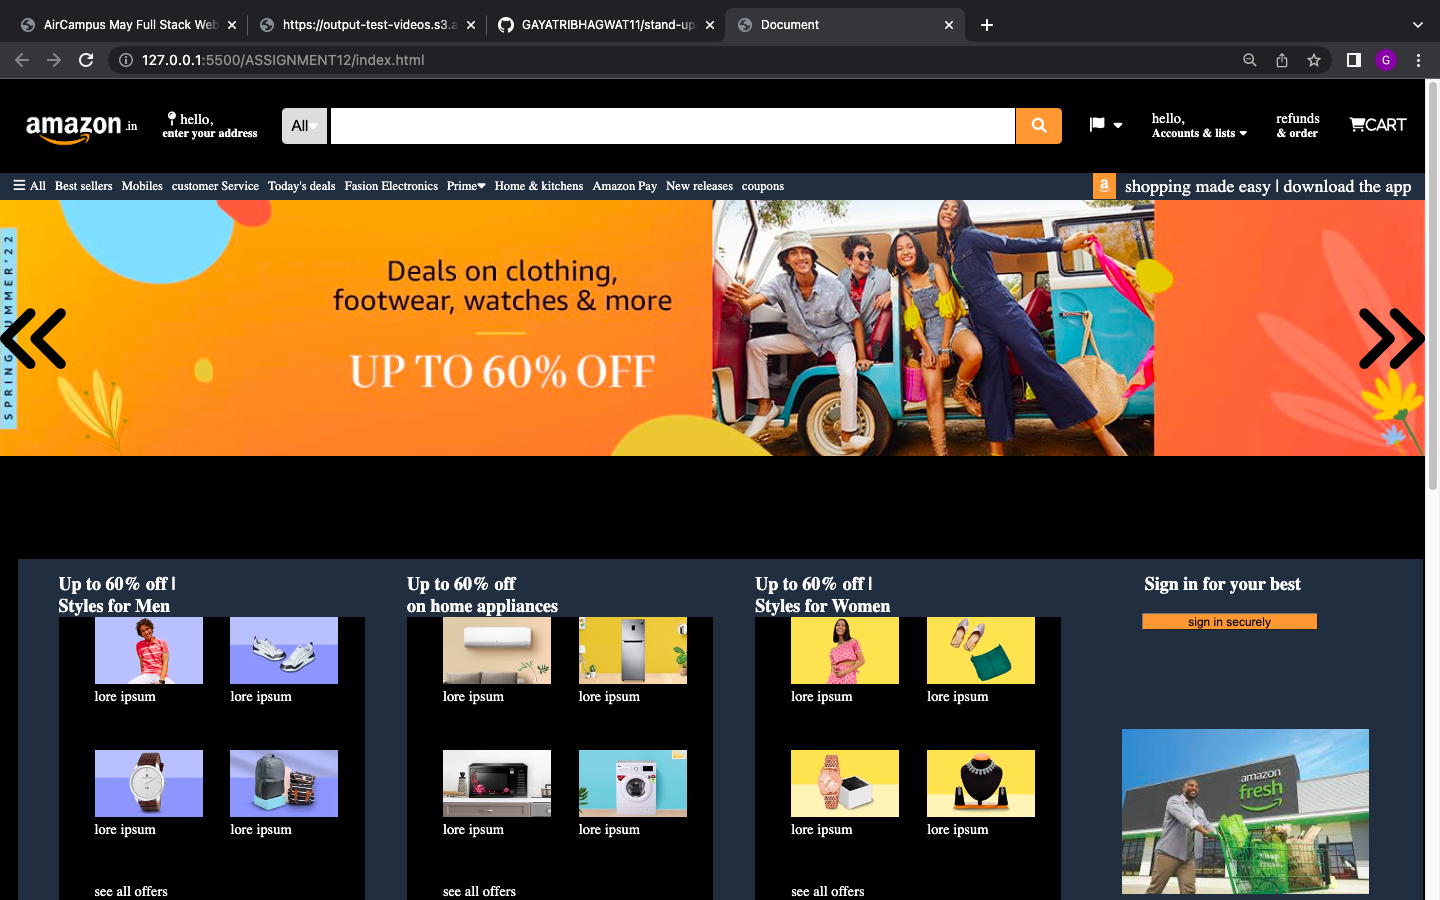 AirCampus May Full Stack Web
https://output-test-videos.s3.a
GAYATRIBHAGWAT11/stand-up
Document
127.0.0.1:5500/ASSIGNMENT12/index.html
G
amazon.in
hello,
enter your address
All
hello,
Accounts & lists
refunds
& order
CART
All Best sellers Mobiles customer Service Today's deals Fasion Electronics Prime Home & kitchens Amazon Pay New releases coupons
a shopping made easy | download the app
SPRING SUMMER'22
Deals on clothing,
footwear, watches & more
UP TO 60% OFF
Up to 60% off |
Styles for Men
lore ipsum
lore ipsum
lore ipsum
lore ipsum
see all offers
Up to 60% off
on home appliances
lore ipsum
lore ipsum
lore ipsum
lore ipsum
see all offers
Up to 60% off |
Styles for Women
lore ipsum
lore ipsum
lore ipsum
lore ipsum
see all offers
Sign in for your best
sign in securely
amazon
fresh